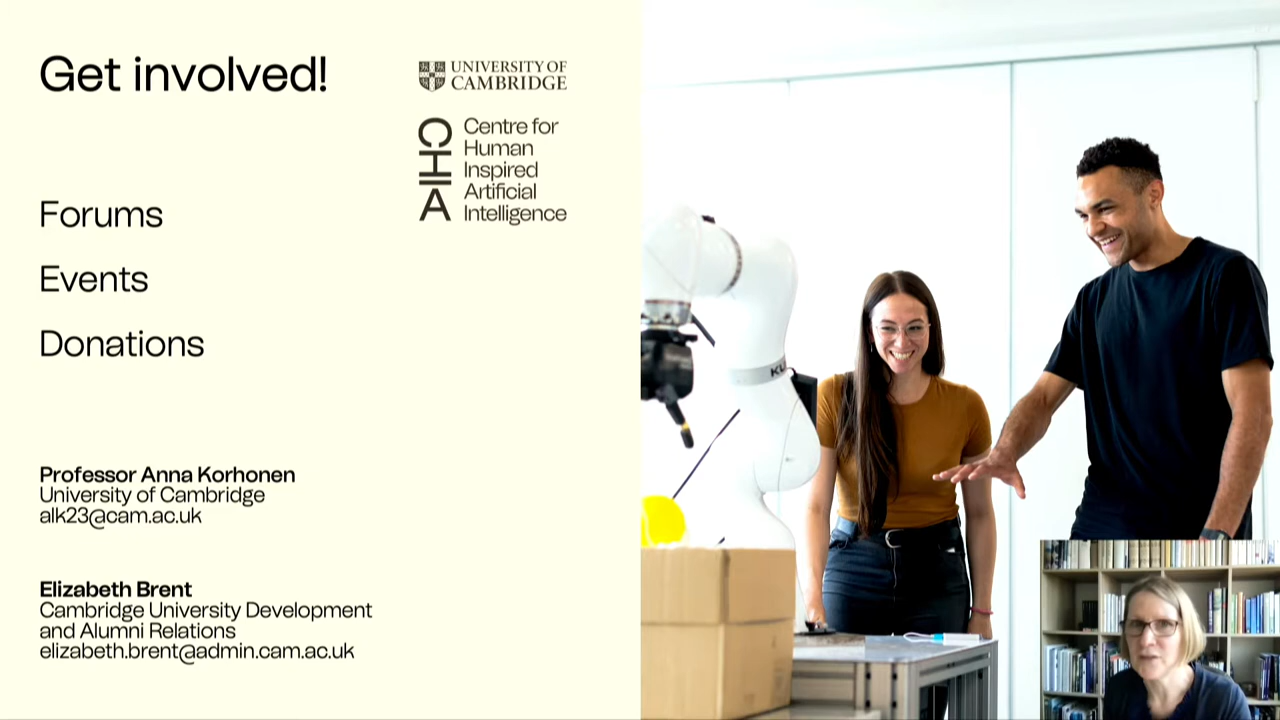 Get involved!
UNIVERSITY OF
CAMBRIDGE
CHIA
Centre for
Human
Inspired
Artificial
Intelligence
Forums
Events
Donations
Professor Anna Korhonen
University of Cambridge
alk23@cam.ac.uk
Elizabeth Brent
Cambridge University Development
and Alumni Relations
elizabeth.brent@admin.cam.ac.uk